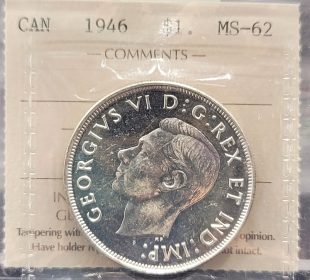 CAN 1946 $1. MS-62
COMMENTS
GEORGIVS VI D:G:REX ET IND:IMP:
IN
Tampering with opinion.
Have holder not intact.